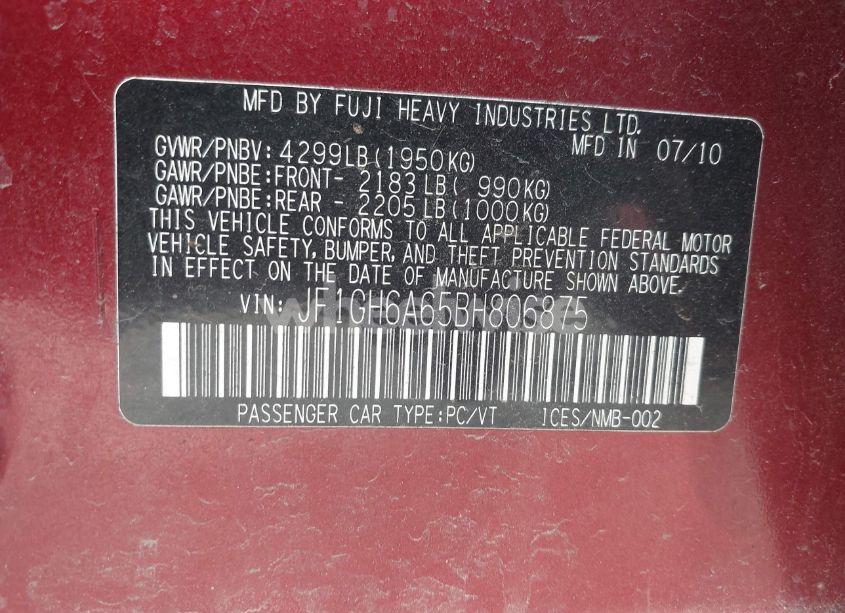 MFD BY FUJI HEAVY INDUSTRIES LTD.
MFD IN 07/10
GVWR/PNBV: 4299LB(1950KG)
GAWR/PNBE:FRONT- 2183LB( 990KG)
GAWR/PNBE:REAR - 2205LB(1000KG)
THIS VEHICLE CONFORMS TO ALL APPLICABLE FEDERAL MOTOR
VEHICLE SAFETY, BUMPER, AND THEFT PREVENTION STANDARDS
IN EFFECT ON THE DATE OF MANUFACTURE SHOWN ABOVE.
VIN: JF1GH6A65BH806875
PASSENGER CAR TYPE:PC/VT ICES/NMB-002